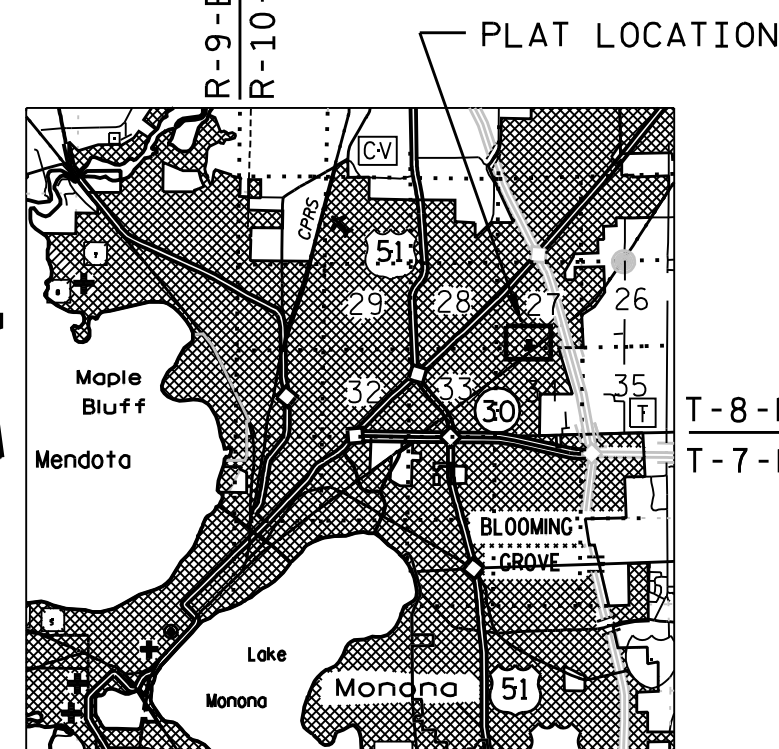 R-9-E
R-10-
PLAT LOCATION
C-V
CPRS
51
29
28
27
26
32
33
35
30
T
Maple
Bluff
Mendota
T-8-
T-7-
BLOOMING
GROVE
Lake
Monona
Monona
51